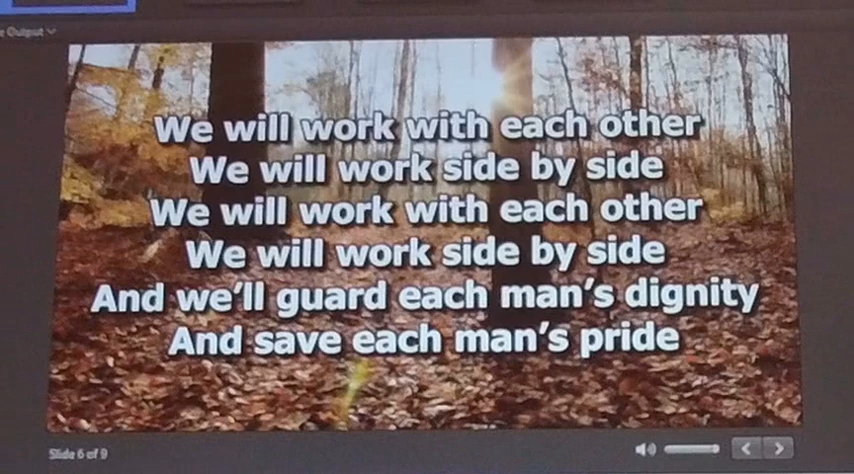 Output
We will work with each other
We will work side by side
We will work with each other
We will work side by side
And we'll guard each man's dignity
And save each man's pride
Slide 6 of 9